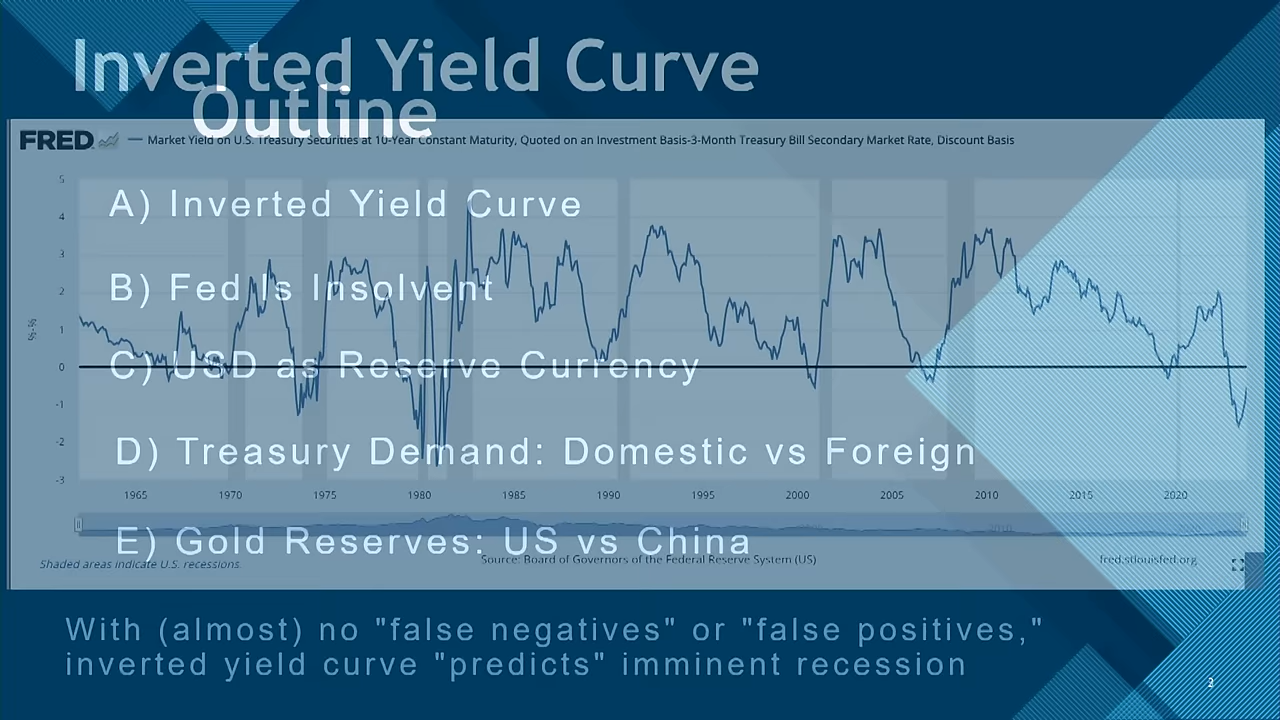 Inverted Yield Curve
Outline
FRED
Market Yield on U.S. Treasury Securities at 10-Year Constant Maturity, Quoted on an Investment Basis-3-Month Treasury Bill Secondary Market Rate, Discount Basis
5
A) Inverted Yield Curve
4
3
B) Fed Is Insolvent
2
%-%
1
C) USD as Reserve Currency
0
-1
D) Treasury Demand: Domestic vs Foreign
-2
-3
1965 1970 1975 1980 1985 1990 1995 2000 2005 2010 2015 2020
E) Gold Reserves: US vs China
Shaded areas indicate U.S. recessions.
Source: Board of Governors of the Federal Reserve System (US)
fred.stlouisfed.org
With (almost) no "false negatives" or "false positives,"
inverted yield curve "predicts" imminent recession